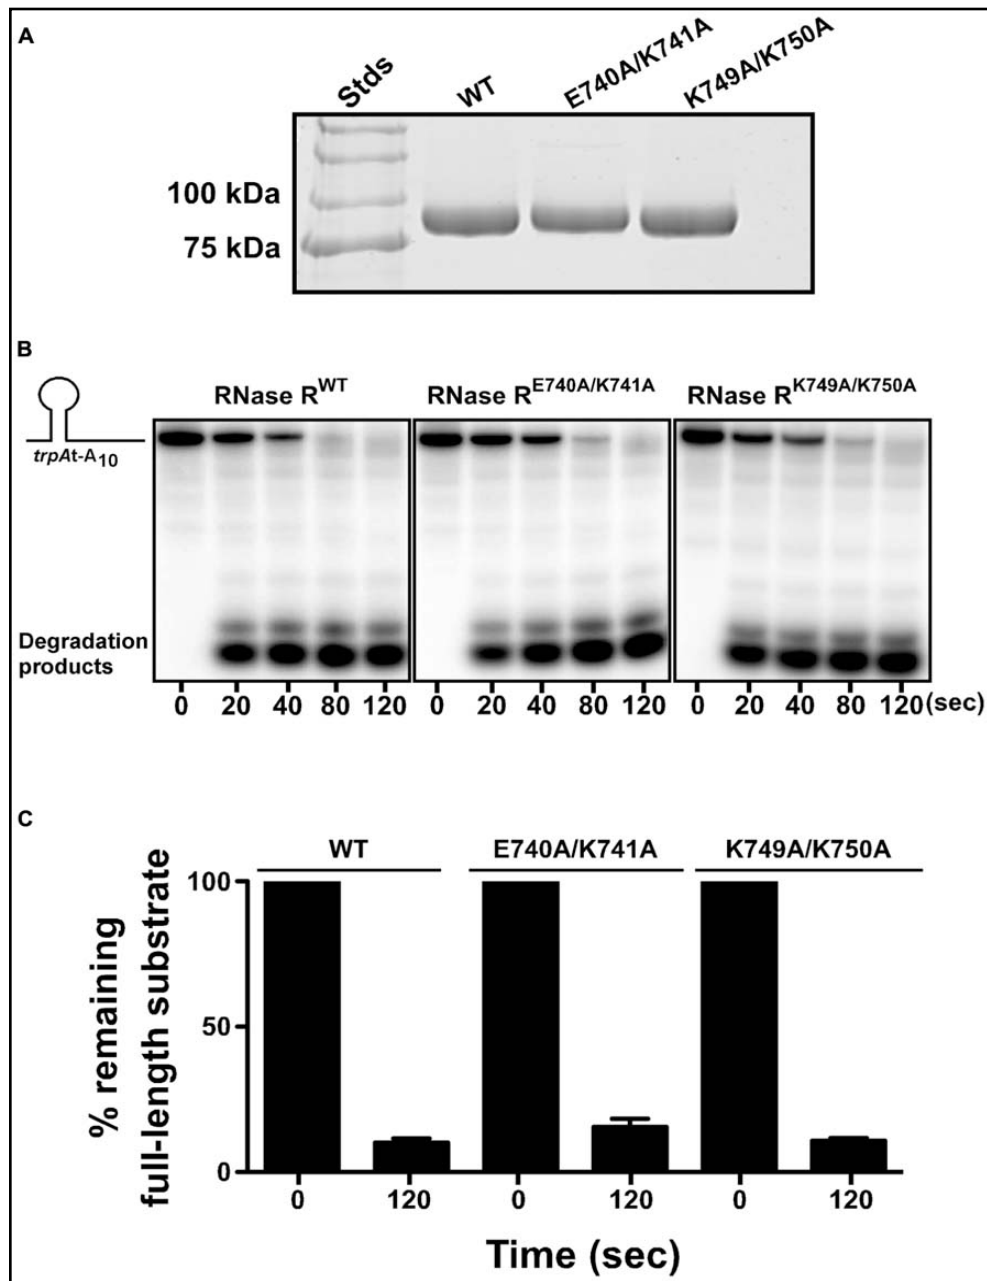 A
Stds WT E740A/K741A K749A/K750A
100 kDa
75 kDa
B
RNase R^WT RNase R^E740A/K741A RNase R^K749A/K750A
trpAt-A₁₀
Degradation
products
0 20 40 80 120 0 20 40 80 120 0 20 40 80 120 (sec)
C
WT E740A/K741A K749A/K750A
% remaining
full-length substrate
100
50
0
0 120 0 120 0 120
Time (sec)